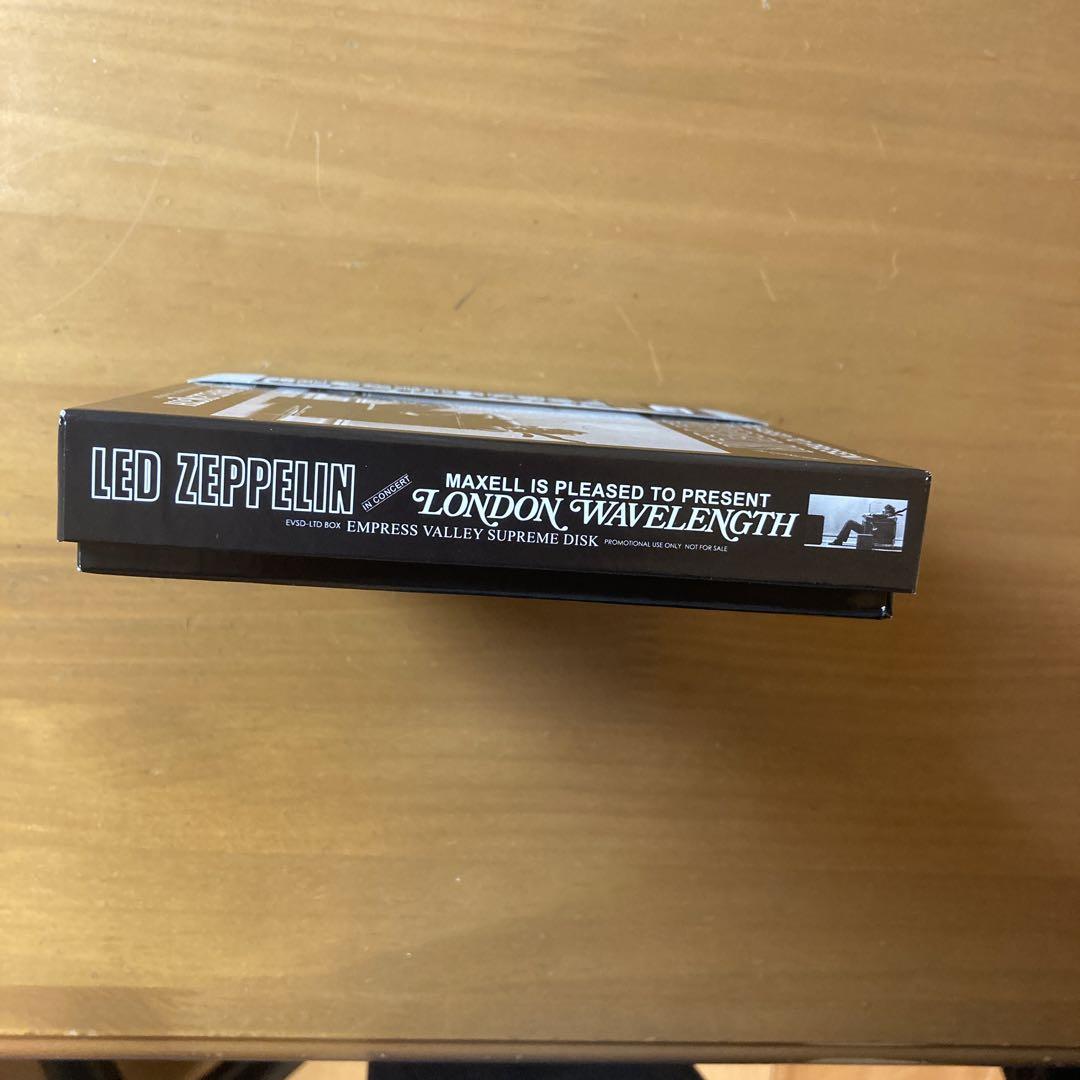 LED ZEPPELIN
IN CONCERT
MAXELL IS PLEASED TO PRESENT
LONDON WAVELENGTH
EVSD-LTD BOX EMPRESS VALLEY SUPREME DISK PROMOTIONAL USE ONLY NOT FOR SALE